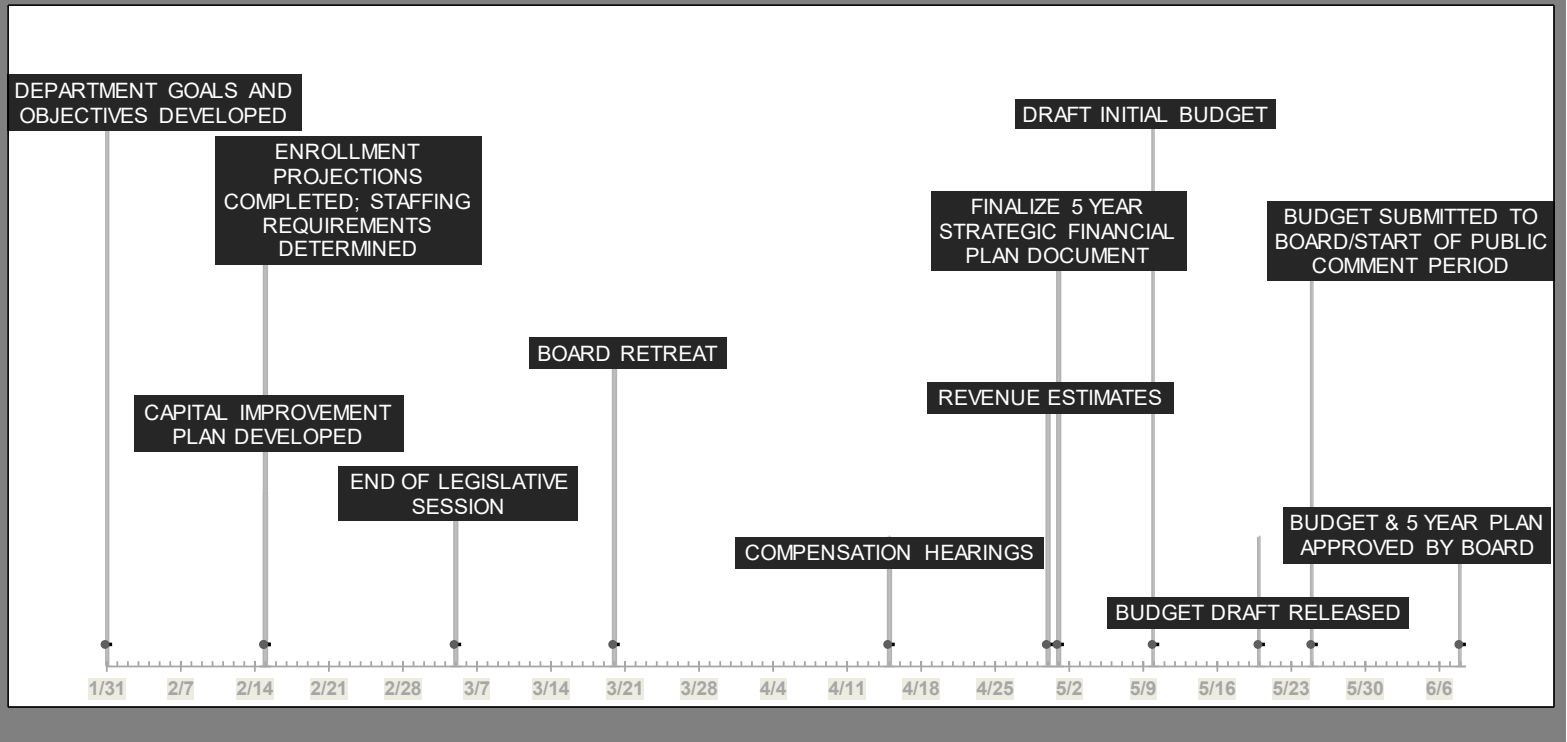 DEPARTMENT GOALS AND
OBJECTIVES DEVELOPED
ENROLLMENT
PROJECTIONS
COMPLETED; STAFFING
REQUIREMENTS
DETERMINED
CAPITAL IMPROVEMENT
PLAN DEVELOPED
END OF LEGISLATIVE
SESSION
BOARD RETREAT
COMPENSATION HEARINGS
DRAFT INITIAL BUDGET
FINALIZE 5 YEAR
STRATEGIC FINANCIAL
PLAN DOCUMENT
REVENUE ESTIMATES
BUDGET SUBMITTED TO
BOARD/START OF PUBLIC
COMMENT PERIOD
BUDGET & 5 YEAR PLAN
APPROVED BY BOARD
BUDGET DRAFT RELEASED
1/31 2/7 2/14 2/21 2/28 3/7 3/14 3/21 3/28 4/4 4/11 4/18 4/25 5/2 5/9 5/16 5/23 5/30 6/6